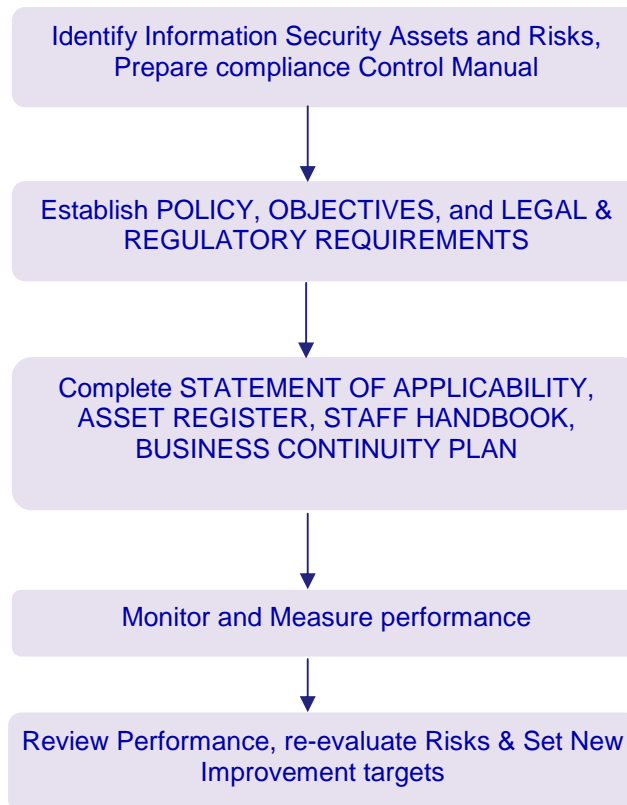 Identify Information Security Assets and Risks,
Prepare compliance Control Manual
Establish POLICY, OBJECTIVES, and LEGAL &
REGULATORY REQUIREMENTS
Complete STATEMENT OF APPLICABILITY,
ASSET REGISTER, STAFF HANDBOOK,
BUSINESS CONTINUITY PLAN
Monitor and Measure performance
Review Performance, re-evaluate Risks & Set New
Improvement targets